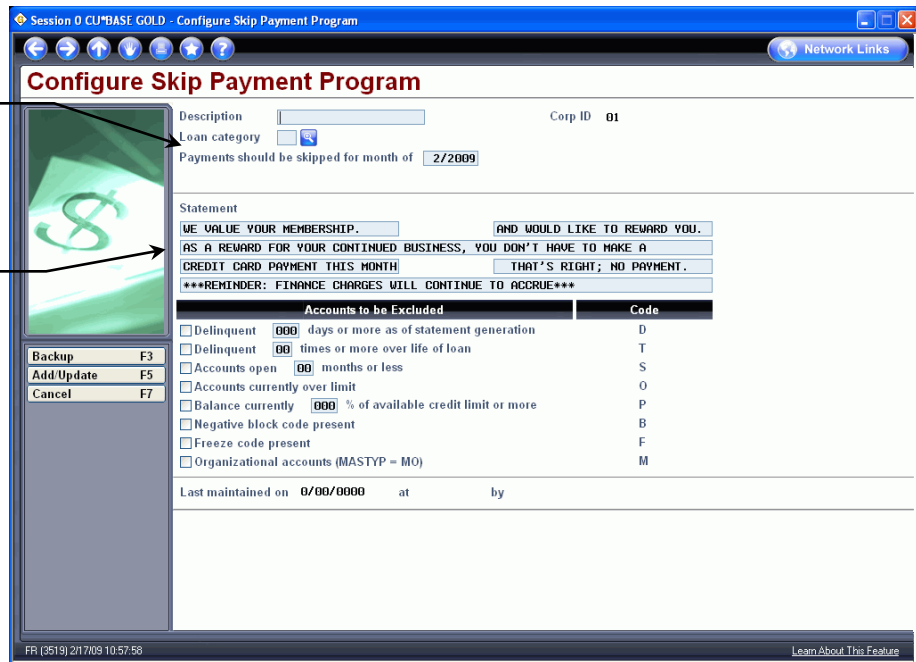 Session 0 CU*BASE GOLD - Configure Skip Payment Program
Network Links
Configure Skip Payment Program
Description Corp ID 01
Loan category
Payments should be skipped for month of 2/2009
Statement
WE VALUE YOUR MEMBERSHIP. AND WOULD LIKE TO REWARD YOU.
AS A REWARD FOR YOUR CONTINUED BUSINESS, YOU DON'T HAVE TO MAKE A
CREDIT CARD PAYMENT THIS MONTH THAT'S RIGHT; NO PAYMENT.
***REMINDER: FINANCE CHARGES WILL CONTINUE TO ACCRUE***
Accounts to be Excluded Code
Delinquent 000 days or more as of statement generation D
Delinquent 00 times or more over life of loan T
Accounts open 00 months or less S
Accounts currently over limit O
Balance currently 000 % of available credit limit or more P
Negative block code present B
Freeze code present F
Organizational accounts (MASTYP = MO) M
Last maintained on 0/00/0000 at by
Backup F3
Add/Update F5
Cancel F7
FR (3519) 2/17/09 10:57:58
Learn About This Feature